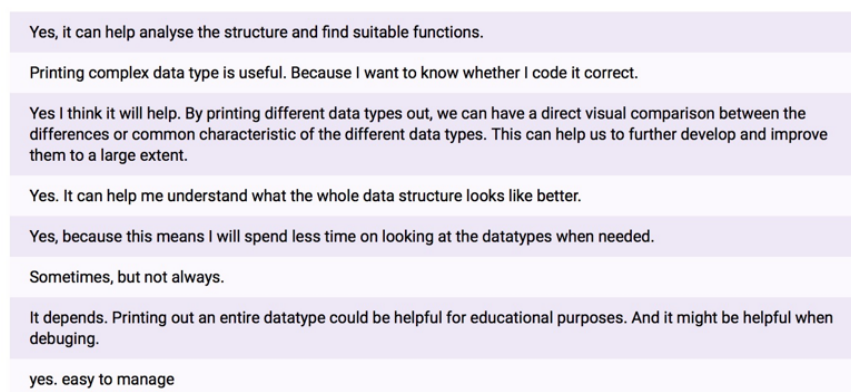 Yes, it can help analyse the structure and find suitable functions.
Printing complex data type is useful. Because I want to know whether I code it correct.
Yes I think it will help. By printing different data types out, we can have a direct visual comparison between the
differences or common characteristic of the different data types. This can help us to further develop and improve
them to a large extent.
Yes. It can help me understand what the whole data structure looks like better.
Yes, because this means I will spend less time on looking at the datatypes when needed.
Sometimes, but not always.
It depends. Printing out an entire datatype could be helpful for educational purposes. And it might be helpful when
debuging.
yes. easy to manage